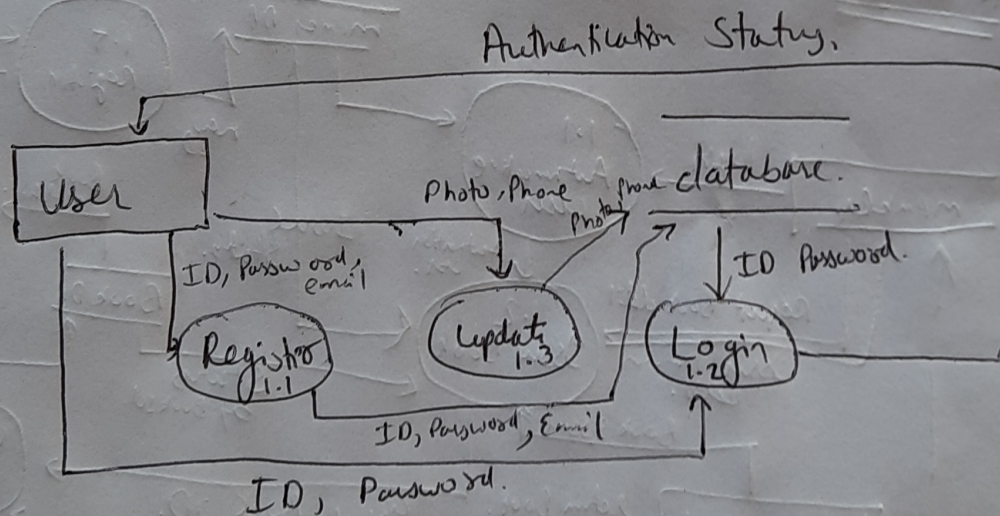 Authentication Status,
User
Photo, Phone
Photo, Phone
database.
ID, Password,
email
ID Password.
Register
1.1
Update
1.3
Login
1.2
ID, Password, Email
ID, Password.